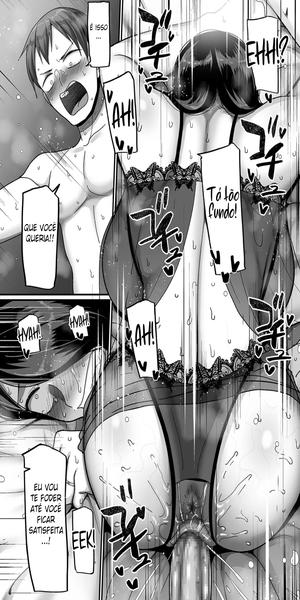 É ISSO
...
EHH!?
AH!
Tá tão
fundo!
QUE VOCÊ
QUERIA!!
AH!
HYAH!
HYAH!
EU VOU
TE FODER
ATÉ VOCÊ
FICAR
SATISFEITA
...!
EEK!